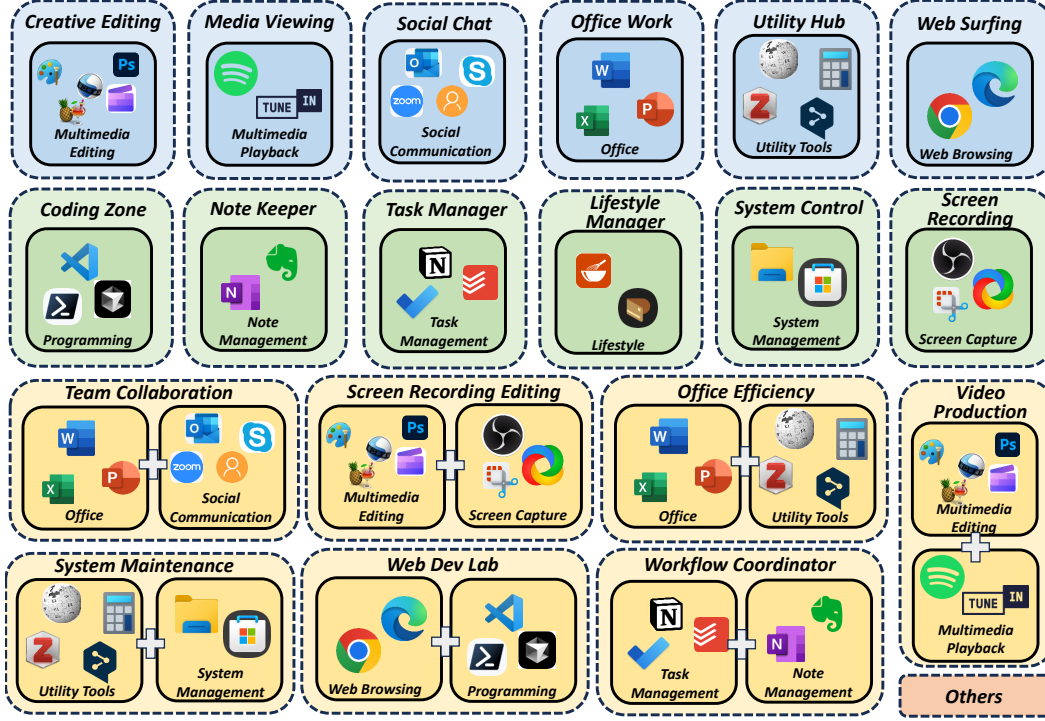 Creative Editing
Ps
Multimedia
Editing
Media Viewing
TUNE IN
Multimedia
Playback
Social Chat
O
S
zoom
Social
Communication
Office Work
W
X
P
Office
Utility Hub
Z
Utility Tools
Web Surfing
Web Browsing
Coding Zone
Programming
Note Keeper
N
Note
Management
Task Manager
N
Task
Management
Lifestyle
Manager
Lifestyle
System Control
System
Management
Screen
Recording
Screen Capture
Team Collaboration
W
X
P
Office
O
S
zoom
Social
Communication
Screen Recording Editing
Ps
Multimedia
Editing
Screen Capture
Office Efficiency
W
X
P
Office
Z
Utility Tools
Video
Production
Ps
Multimedia
Editing
TUNE IN
Multimedia
Playback
System Maintenance
Z
Utility Tools
System
Management
Web Dev Lab
Web Browsing
Programming
Workflow Coordinator
N
Task
Management
N
Note
Management
Others